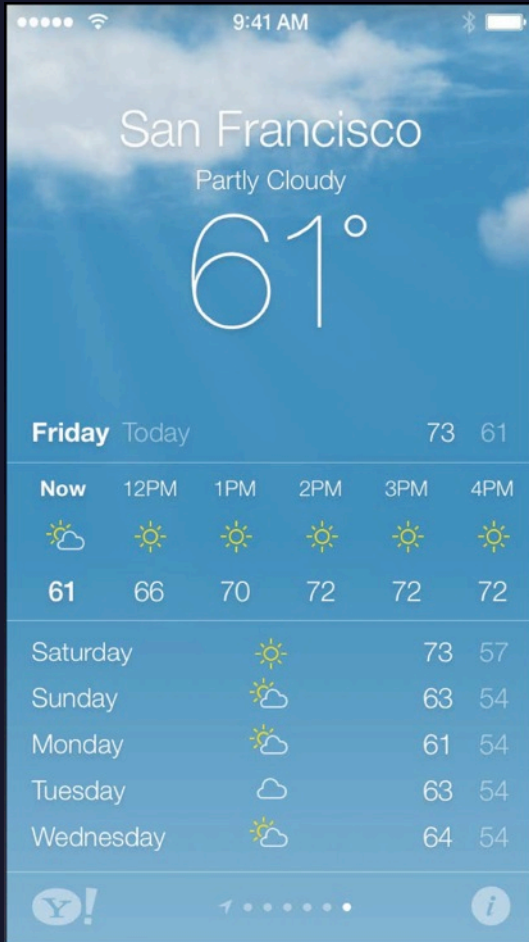 9:41 AM
San Francisco
Partly Cloudy
61°
Friday Today 73 61
Now 12PM 1PM 2PM 3PM 4PM
61 66 70 72 72 72
Saturday 73 57
Sunday 63 54
Monday 61 54
Tuesday 63 54
Wednesday 64 54
Y! i